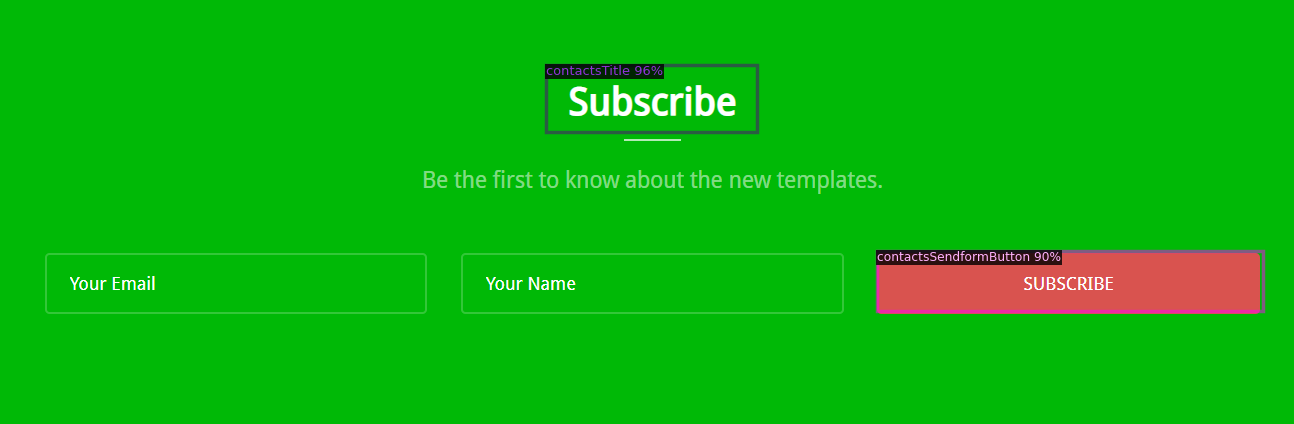 contactsTitle 96%
Subscribe
Be the first to know about the new templates.
contactsSendformButton 90%
Your Email
Your Name
SUBSCRIBE